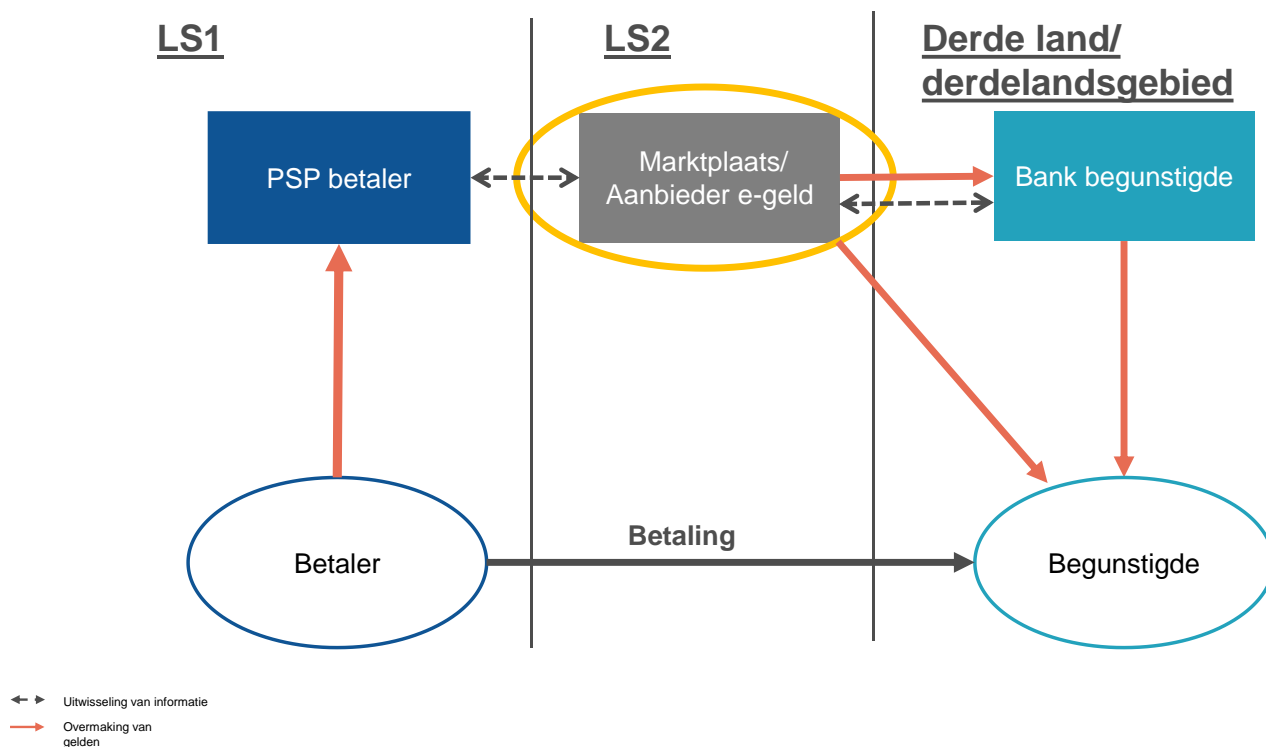 LS1
LS2
Derde land/
derdelandsgebied
PSP betaler
Marktplaats/
Aanbieder e-geld
Bank begunstigde
Betaling
Betaler
Begunstigde
Uitwisseling van informatie
Overmaking van
gelden